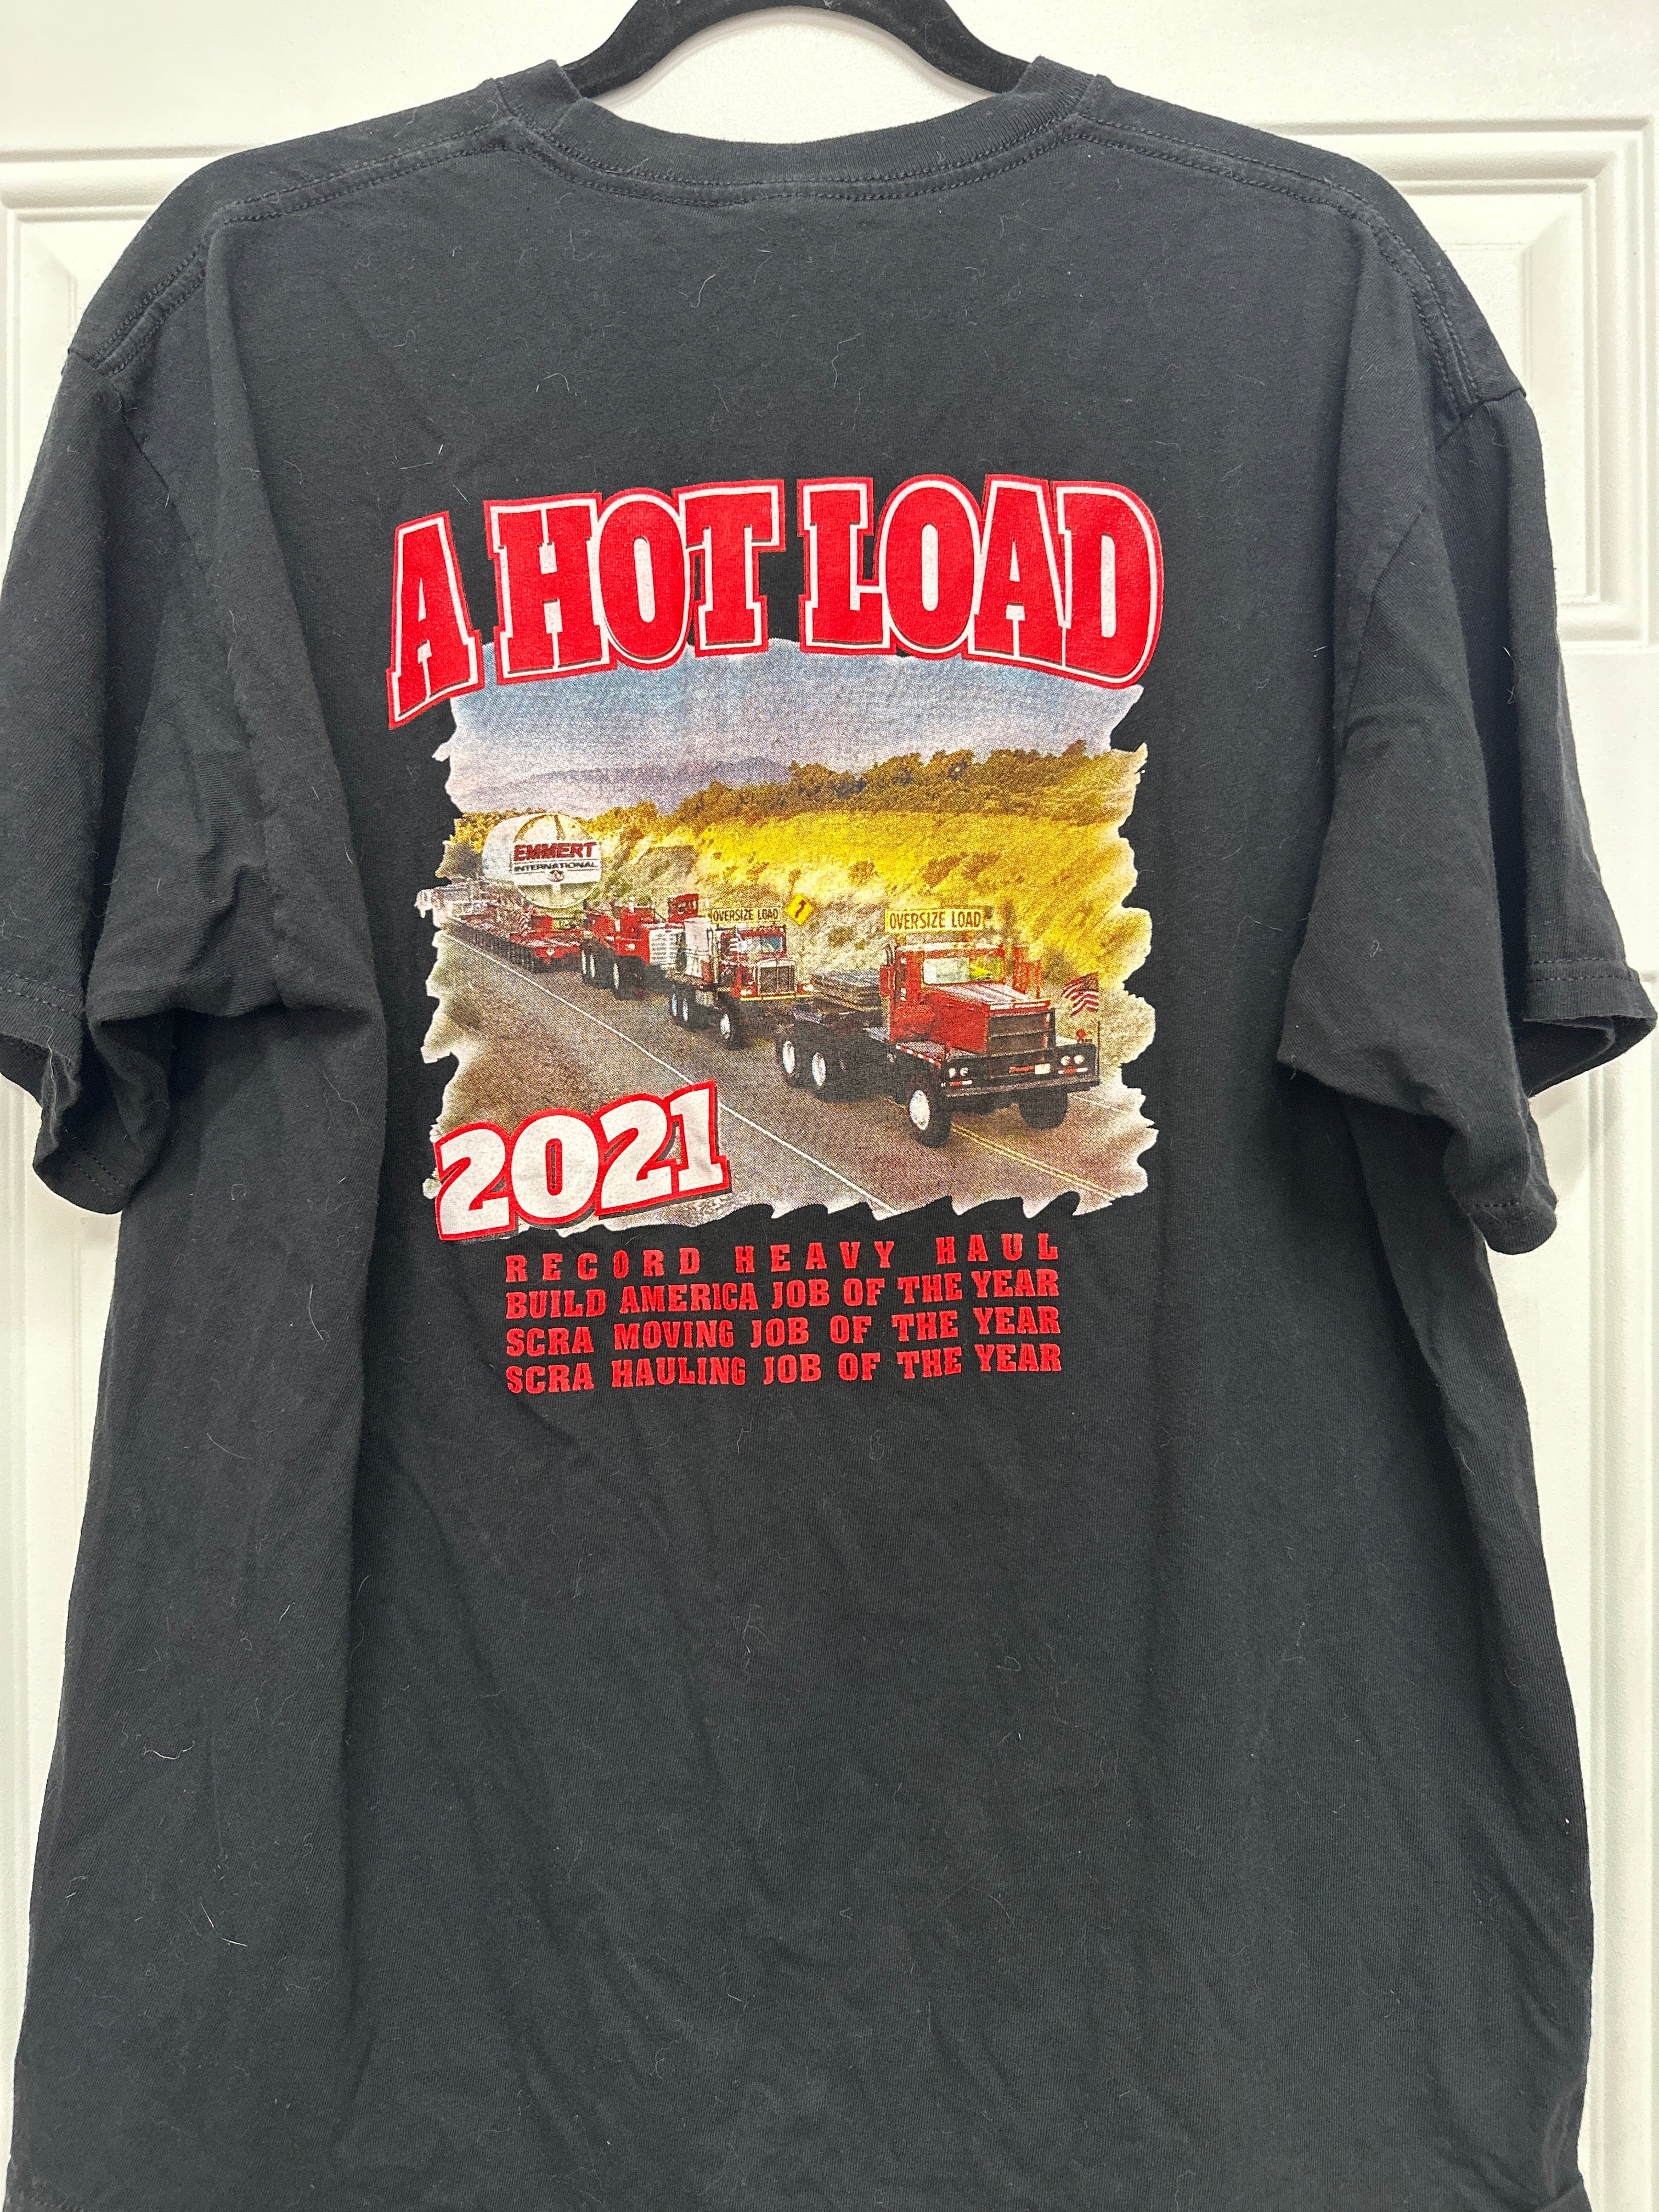 A HOT LOAD
EMMERT
INTERNATIONAL
OVERSIZE LOAD
OVERSIZE LOAD
2021
RECORD HEAVY HAUL
BUILD AMERICA JOB OF THE YEAR
SCRA MOVING JOB OF THE YEAR
SCRA HAULING JOB OF THE YEAR